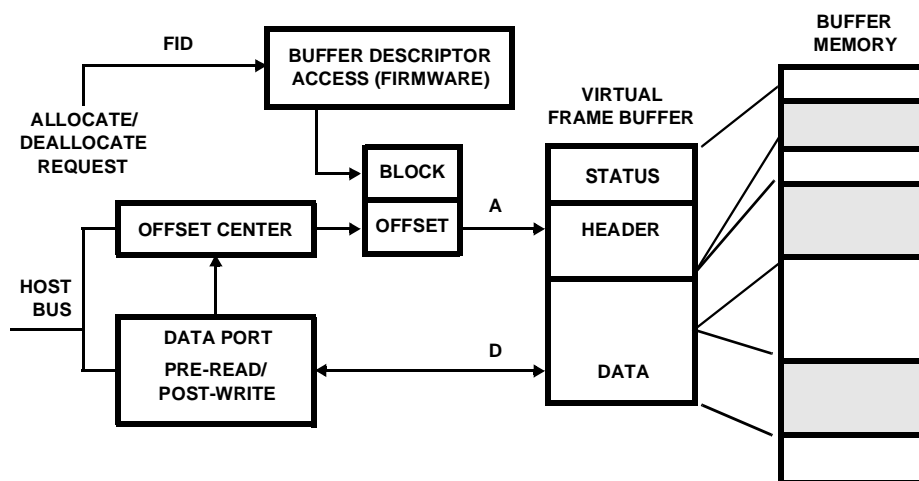 BUFFER
MEMORY
FID
BUFFER DESCRIPTOR
ACCESS (FIRMWARE)
VIRTUAL
FRAME BUFFER
ALLOCATE/
DEALLOCATE
REQUEST
BLOCK
STATUS
OFFSET CENTER
OFFSET
A
HEADER
HOST
BUS
DATA PORT
PRE-READ/
POST-WRITE
D
DATA